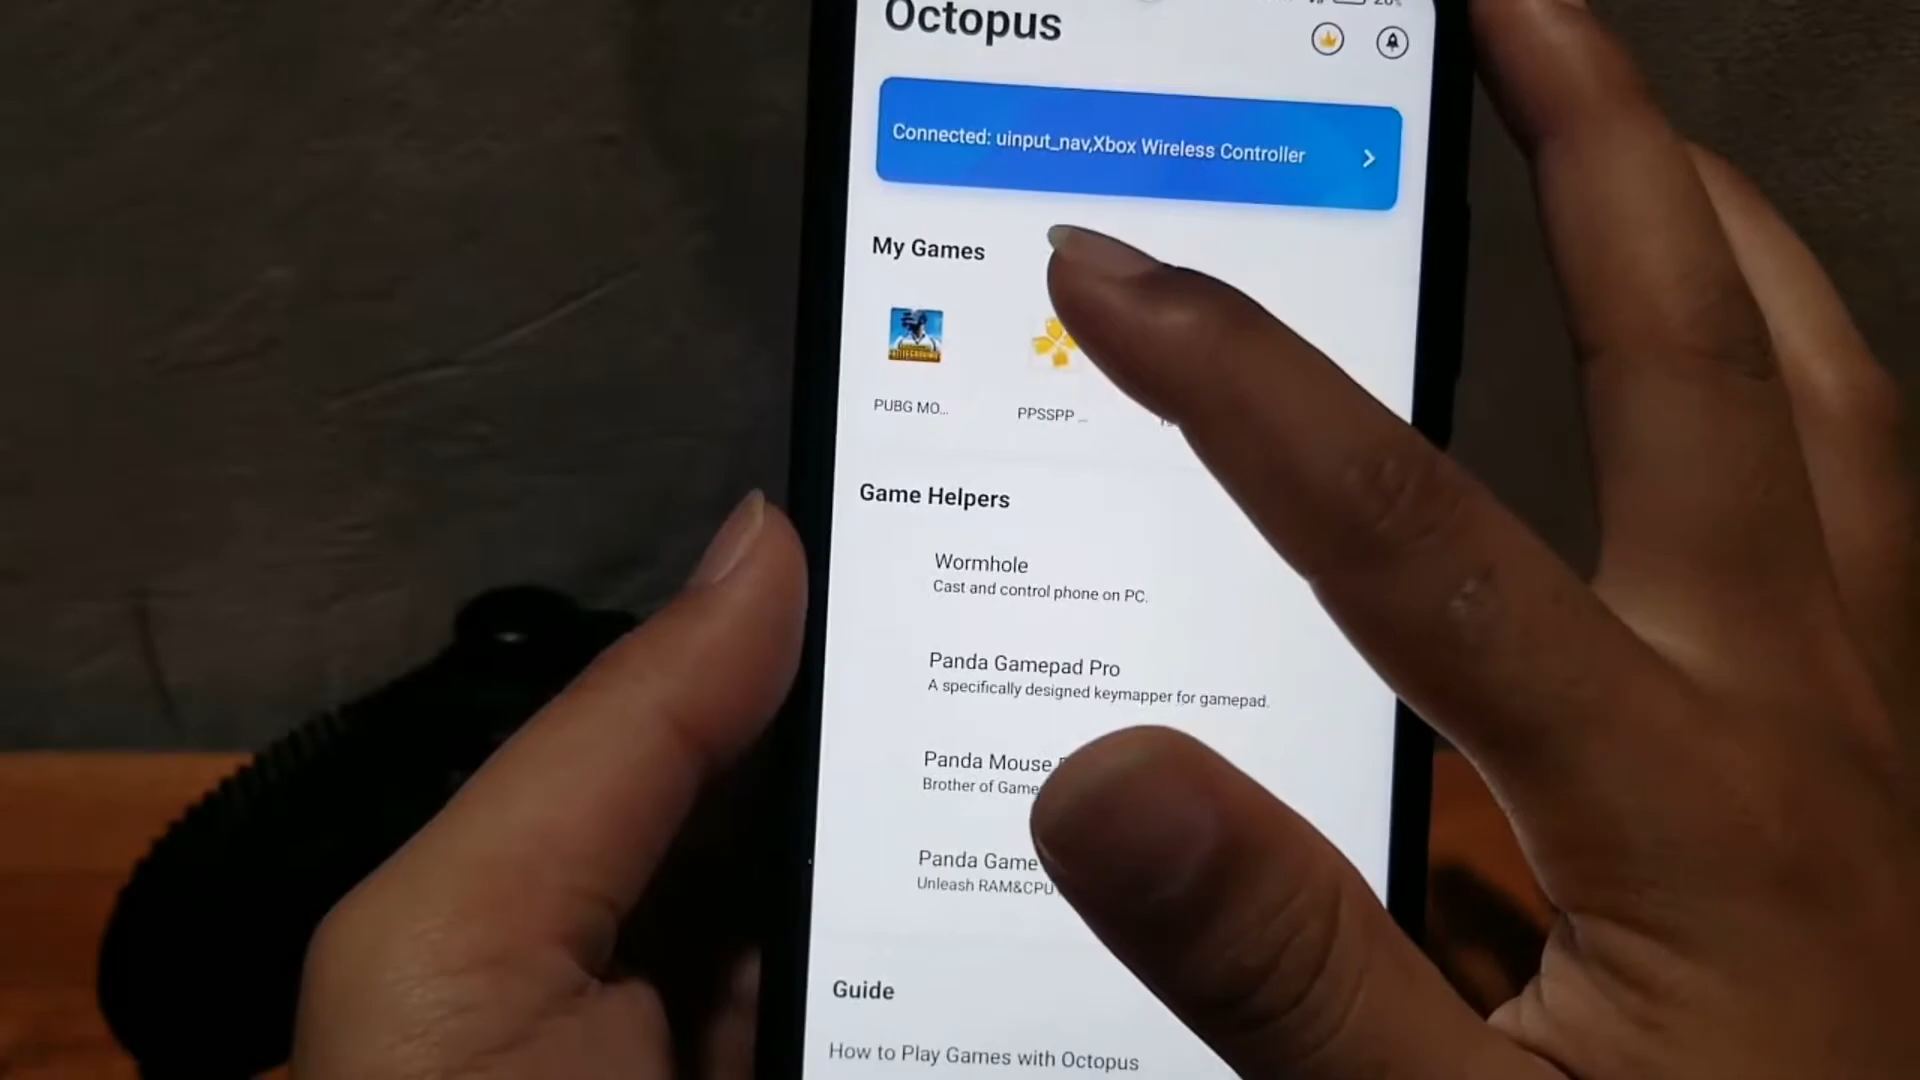 Octopus
Connected: uinput_nav,Xbox Wireless Controller
My Games
PUBG MO...
PPSSPP ...
Game Helpers
Wormhole
Cast and control phone on PC.
Panda Gamepad Pro
A specifically designed keymapper for gamepad.
Panda Mouse
Brother of Game
Panda Game
Unleash RAM&CPU
Guide
How to Play Games with Octopus